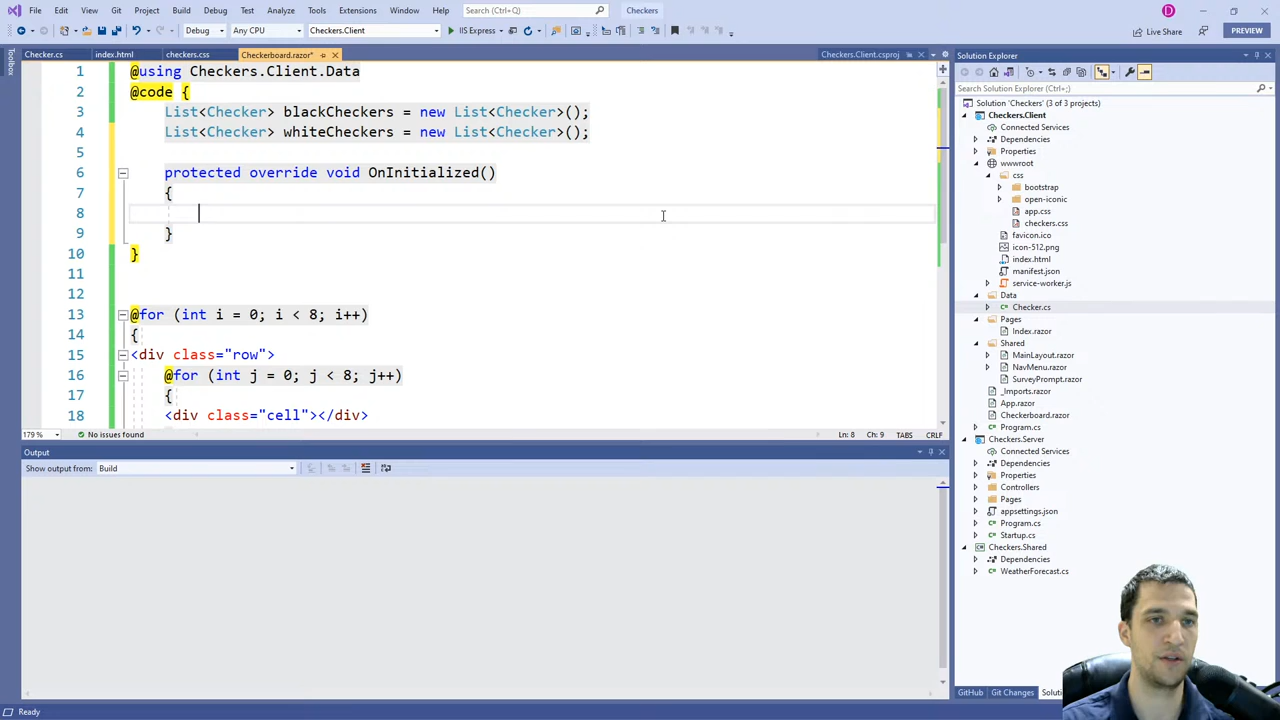 File Edit View Git Project Build Debug Test Analyze Tools Extensions Window Help Search (Ctrl+Q) Checkers D
Debug Any CPU Checkers.Client IIS Express Live Share PREVIEW
Toolbox
Checker.cs index.html checkers.css Checkerboard.razor* Checkers.Client.csproj
1 @using Checkers.Client.Data
2 @code {
3 List<Checker> blackCheckers = new List<Checker>();
4 List<Checker> whiteCheckers = new List<Checker>();
5
6 protected override void OnInitialized()
7 {
8
9 }
10 }
11
12
13 @for (int i = 0; i < 8; i++)
14 {
15 <div class="row">
16 @for (int j = 0; j < 8; j++)
17 {
18 <div class="cell"></div>
179 % No issues found Ln: 8 Ch: 9 TABS CRLF
Output
Show output from: Build
Solution Explorer
Search Solution Explorer (Ctrl+;)
Solution 'Checkers' (3 of 3 projects)
Checkers.Client
Connected Services
Dependencies
Properties
wwwroot
css
bootstrap
open-iconic
app.css
checkers.css
favicon.ico
icon-512.png
index.html
manifest.json
service-worker.js
Data
Checker.cs
Pages
Index.razor
Shared
MainLayout.razor
NavMenu.razor
SurveyPrompt.razor
_Imports.razor
App.razor
Checkerboard.razor
Program.cs
Checkers.Server
Connected Services
Dependencies
Properties
Controllers
Pages
appsettings.json
Program.cs
Startup.cs
Checkers.Shared
Dependencies
WeatherForecast.cs
GitHub Git Changes
Ready